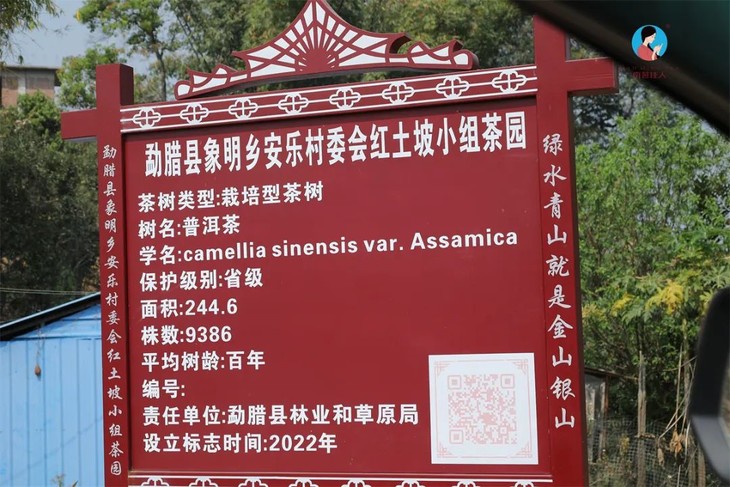 勐腊县象明乡安乐村委会红土坡小组茶园
茶树类型:栽培型茶树
树名:普洱茶
学名:camellia sinensis var. Assamica
保护级别:省级
面积:244.6
株数:9386
平均树龄:百年
编号:
责任单位:勐腊县林业和草原局
设立标志时间:2022年
勐腊县象明乡安乐村委会红土坡小组茶园
绿水青山就是金山银山